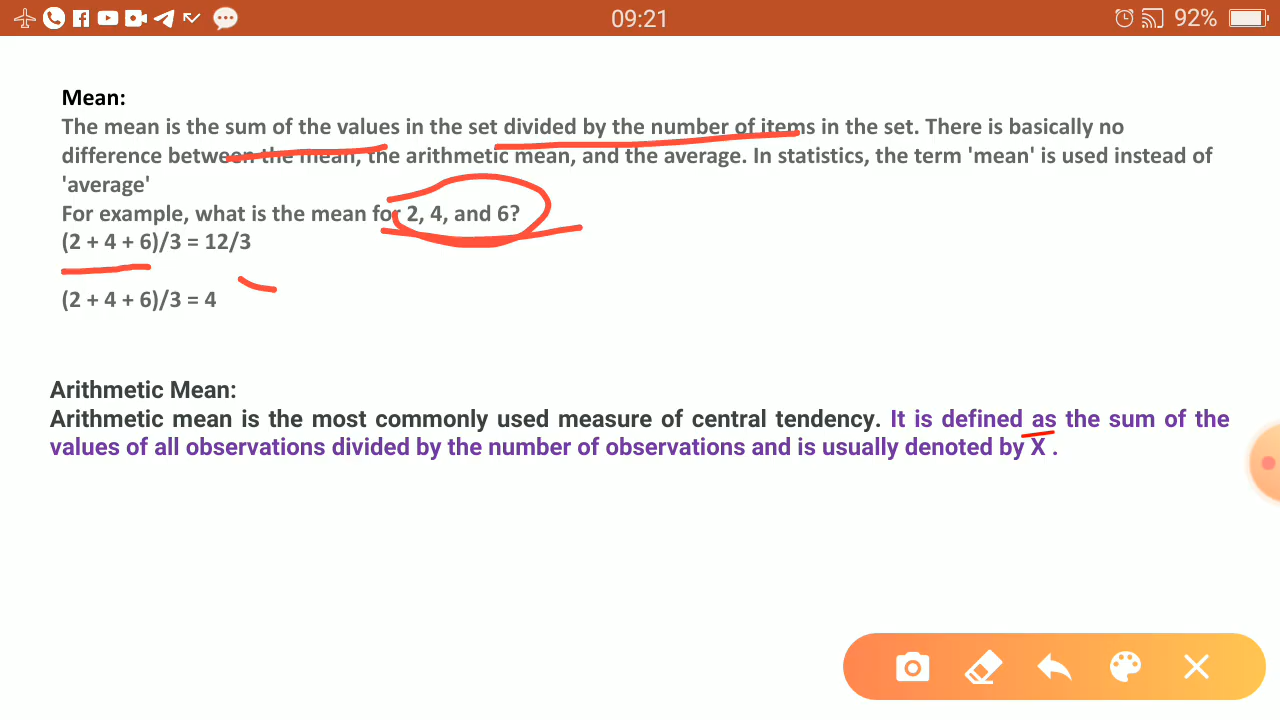 09:21
92%
Mean:
The mean is the sum of the values in the set divided by the number of items in the set. There is basically no
difference between the mean, the arithmetic mean, and the average. In statistics, the term 'mean' is used instead of
'average'
For example, what is the mean for 2, 4, and 6?
(2 + 4 + 6)/3 = 12/3
(2 + 4 + 6)/3 = 4
Arithmetic Mean:
Arithmetic mean is the most commonly used measure of central tendency. It is defined as the sum of the
values of all observations divided by the number of observations and is usually denoted by X̅ .